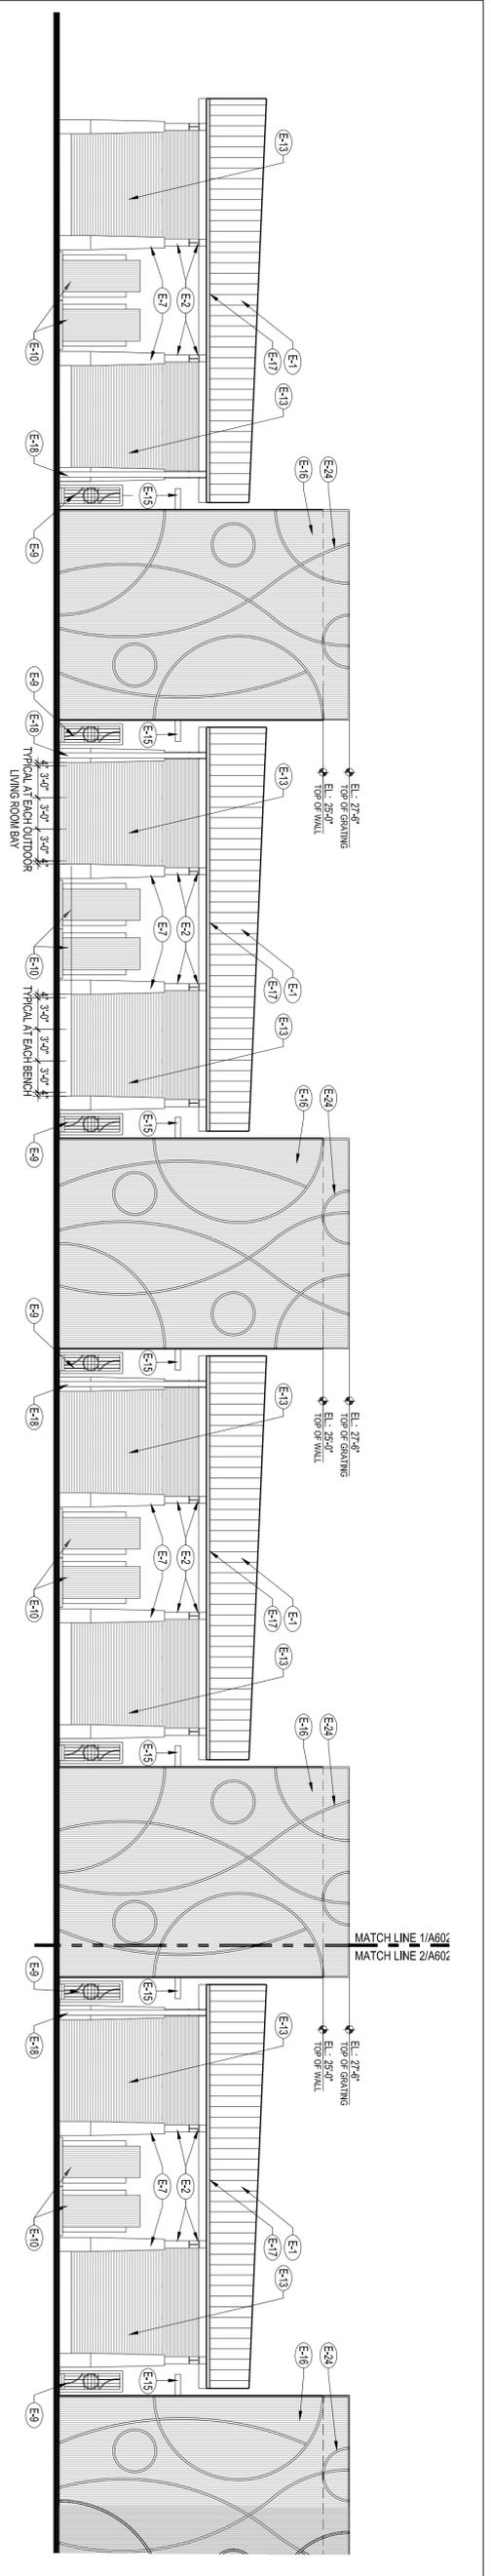 E-13
E-2
E-7
E-10
E-1
E-17
E-13
E-18
E-9
E-15
E-24
E-16
EL.: 27'-6"
TOP OF GRATING
EL.: 25'-0"
TOP OF WALL
E-9
E-15
E-18
E-13
4" 3'-0" 3'-0" 3'-0" 4"
TYPICAL AT EACH OUTDOOR
LIVING ROOM BAY
E-2
E-7
E-10
E-1
E-17
E-13
4" 3'-0" 3'-0" 3'-0" 4"
TYPICAL AT EACH BENCH
E-15
E-9
E-24
E-16
EL.: 27'-6"
TOP OF GRATING
EL.: 25'-0"
TOP OF WALL
E-9
E-15
E-18
E-13
E-2
E-7
E-10
E-1
E-17
E-13
E-15
E-24
E-16
MATCH LINE 1/A602
MATCH LINE 2/A602
EL.: 27'-6"
TOP OF GRATING
EL.: 25'-0"
TOP OF WALL
E-9
E-15
E-18
E-13
E-2
E-7
E-10
E-1
E-17
E-13
E-15
E-9
E-24
E-16